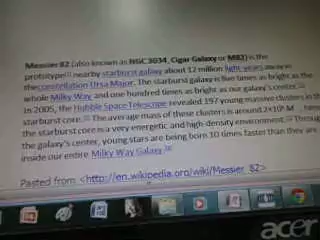 Messier 82 (also known as NGC 3034, Cigar Galaxy or M82) is the
prototype nearby starburst galaxy about 12 million light-years away in
the constellation Ursa Major. The starburst galaxy is five times as bright as the
whole Milky Way and one hundred times as bright as our galaxy's center.
In 2005, the Hubble Space Telescope revealed 197 young massive clusters in the
starburst core. The average mass of these clusters is around 2×10⁵ M
the starburst core is a very energetic and high-density environment. Throug
the galaxy's center, young stars are being born 10 times faster than they are
inside our entire Milky Way Galaxy.
Pasted from <http://en.wikipedia.org/wiki/Messier_82>
acer